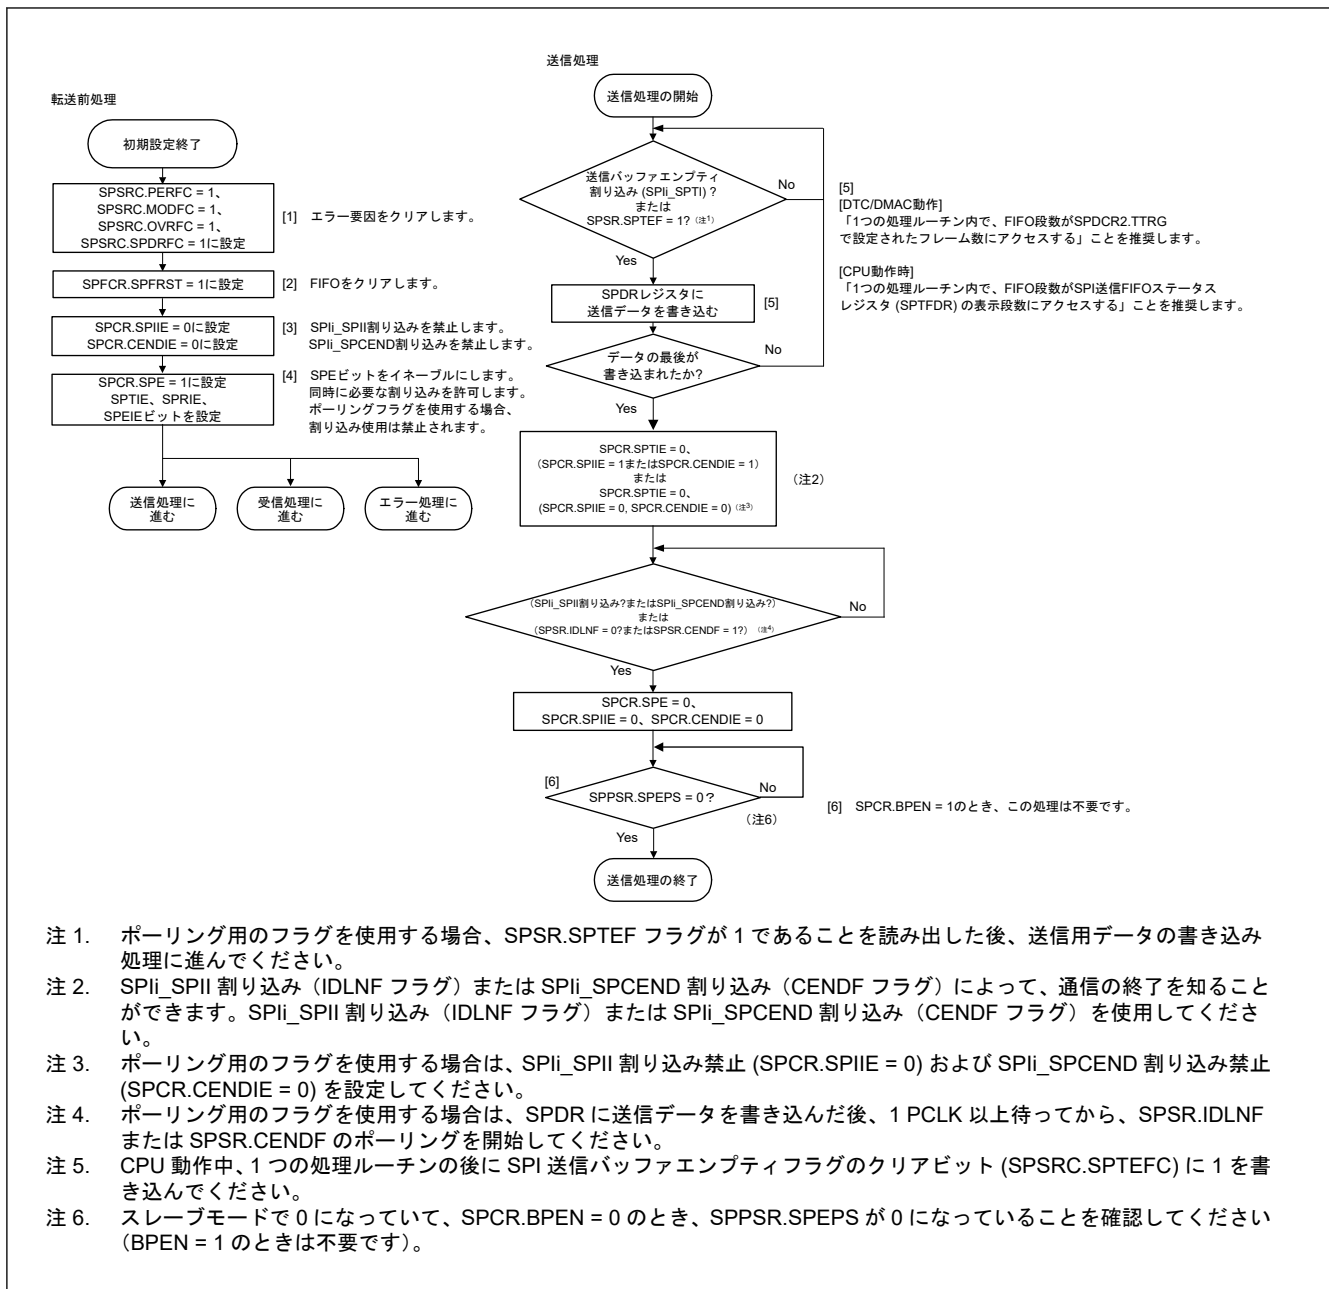 転送前処理
初期設定終了
SPSRC.PERFC = 1、
SPSRC.MODFC = 1、
SPSRC.OVRFC = 1、
SPSRC.SPDRFC = 1に設定
[1] エラー要因をクリアします。
SPFCR.SPFRST = 1に設定
[2] FIFOをクリアします。
SPCR.SPIIE = 0に設定
SPCR.CENDIE = 0に設定
[3] SPIi_SPII割り込みを禁止します。
SPIi_SPCEND割り込みを禁止します。
SPCR.SPE = 1に設定
SPTIE、SPRIE、
SPEIEビットを設定
[4] SPEビットをイネーブルにします。
同時に必要な割り込みを許可します。
ポーリングフラグを使用する場合、
割り込み使用は禁止されます。
送信処理に
進む
受信処理に
進む
エラー処理に
進む
送信処理
送信処理の開始
送信バッファエンプティ
割り込み (SPIi_SPTI) ?
または
SPSR.SPTEF = 1? (注1)
No
Yes
SPDRレジスタに
送信データを書き込む
[5]
[5]
[DTC/DMAC動作]
「1つの処理ルーチン内で、FIFO段数がSPDCR2.TTRG
で設定されたフレーム数にアクセスする」ことを推奨します。
[CPU動作時]
「1つの処理ルーチン内で、FIFO段数がSPI送信FIFOステータス
レジスタ (SPTFDR) の表示段数にアクセスする」ことを推奨します。
データの最後が
書き込まれたか?
No
Yes
SPCR.SPTIE = 0、
(SPCR.SPIIE = 1またはSPCR.CENDIE = 1)
または
SPCR.SPTIE = 0、
(SPCR.SPIIE = 0, SPCR.CENDIE = 0) (注3)
(注2)
(SPIi_SPII割り込み?またはSPIi_SPCEND割り込み?)
または
(SPSR.IDLNF = 0?またはSPSR.CENDF = 1?) (注4)
No
Yes
SPCR.SPE = 0、
SPCR.SPIIE = 0、SPCR.CENDIE = 0
[6]
SPPSR.SPEPS = 0？
No
(注6)
Yes
[6] SPCR.BPEN = 1のとき、この処理は不要です。
送信処理の終了
注 1. ポーリング用のフラグを使用する場合、SPSR.SPTEF フラグが 1 であることを読み出した後、送信用データの書き込み
処理に進んでください。
注 2. SPIi_SPII 割り込み（IDLNF フラグ）または SPIi_SPCEND 割り込み（CENDF フラグ）によって、通信の終了を知ること
ができます。SPIi_SPII 割り込み（IDLNF フラグ）または SPIi_SPCEND 割り込み（CENDF フラグ）を使用してくださ
い。
注 3. ポーリング用のフラグを使用する場合は、SPIi_SPII 割り込み禁止 (SPCR.SPIIE = 0) および SPIi_SPCEND 割り込み禁止
(SPCR.CENDIE = 0) を設定してください。
注 4. ポーリング用のフラグを使用する場合は、SPDR に送信データを書き込んだ後、1 PCLK 以上待ってから、SPSR.IDLNF
または SPSR.CENDF のポーリングを開始してください。
注 5. CPU 動作中、1 つの処理ルーチンの後に SPI 送信バッファエンプティフラグのクリアビット (SPSRC.SPTEFC) に 1 を書
き込んでください。
注 6. スレーブモードで 0 になっていて、SPCR.BPEN = 0 のとき、SPPSR.SPEPS が 0 になっていることを確認してください
（BPEN = 1 のときは不要です）。